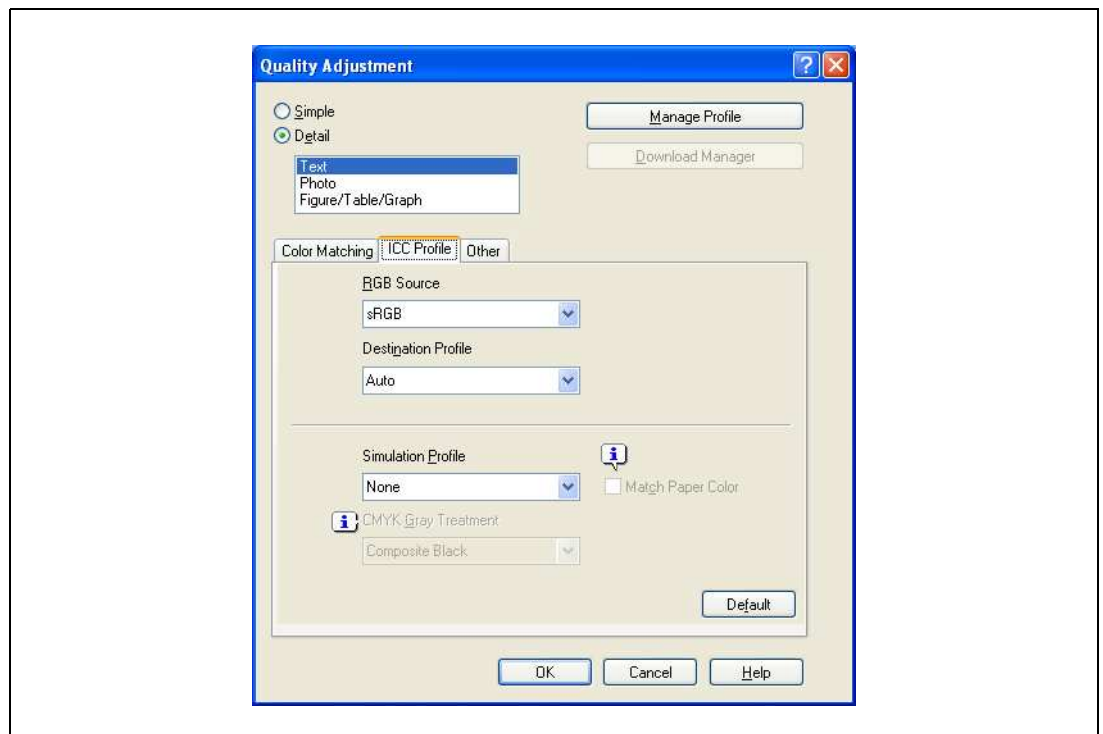 Quality Adjustment
Simple
Manage Profile
Detail
Download Manager
Text
Photo
Figure/Table/Graph
Color Matching
ICC Profile
Other
RGB Source
sRGB
Destination Profile
Auto
Simulation Profile
None
Match Paper Color
CMYK Gray Treatment
Composite Black
Default
OK
Cancel
Help